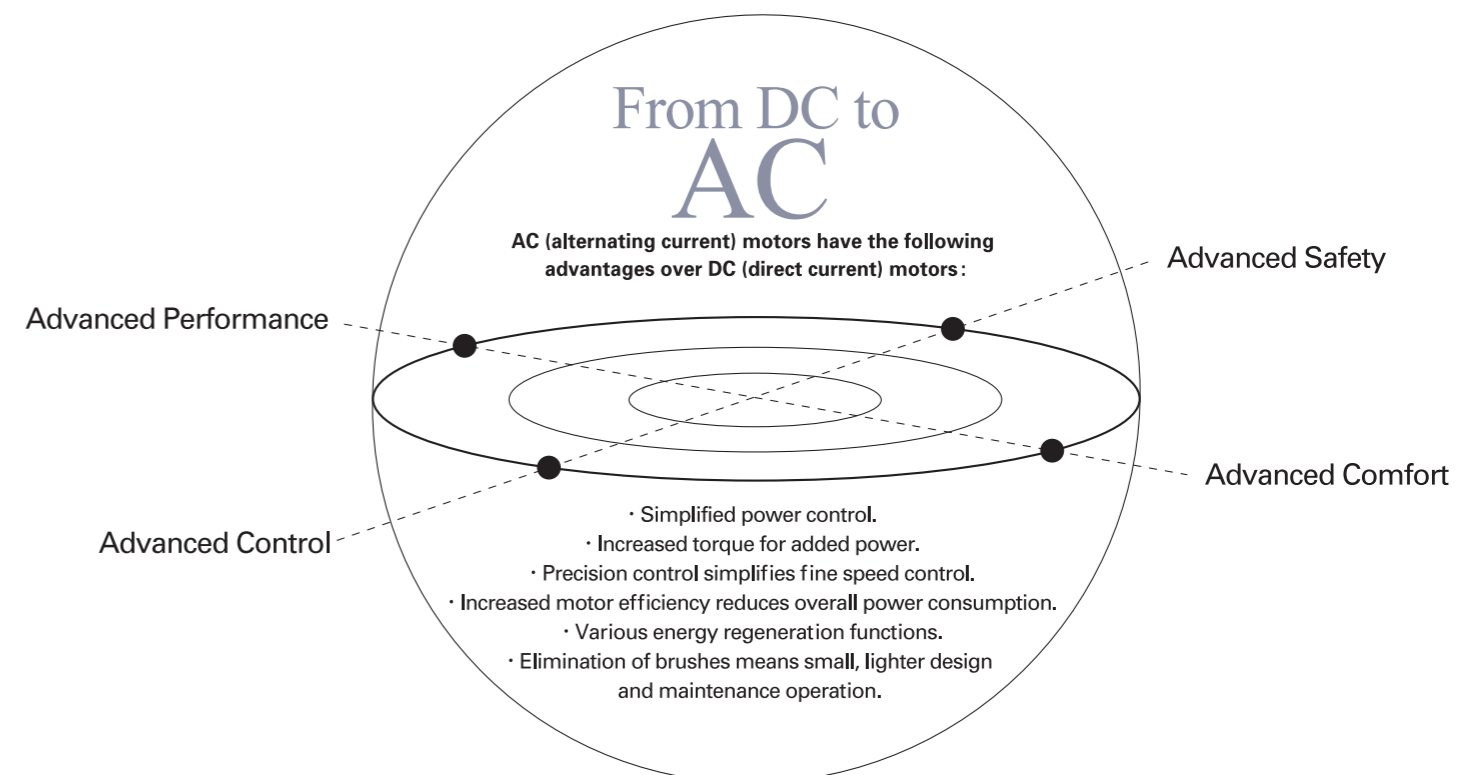 From DC to
AC
AC (alternating current) motors have the following
advantages over DC (direct current) motors:
Advanced Safety
Advanced Performance
Advanced Comfort
Advanced Control
· Simplified power control.
· Increased torque for added power.
· Precision control simplifies fine speed control.
· Increased motor efficiency reduces overall power consumption.
· Various energy regeneration functions.
· Elimination of brushes means small, lighter design
and maintenance operation.